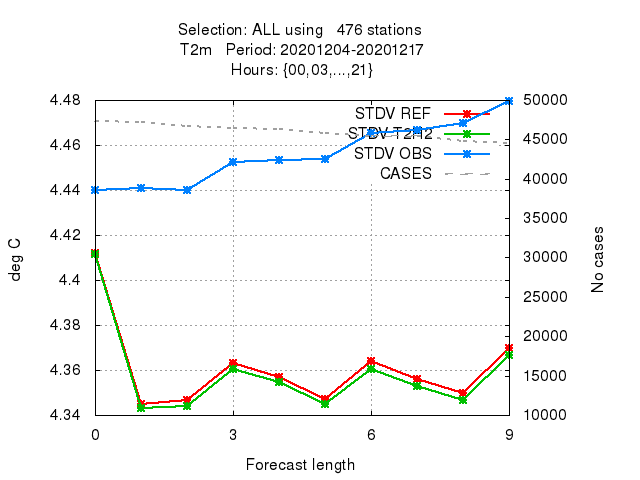 Selection: ALL using 476 stations
T2m Period: 20201204-20201217
Hours: {00,03,...,21}
4.48
4.46
4.44
4.42
4.4
4.38
4.36
4.34
deg C
STDV REF
STDV T2H2
STDV OBS
CASES
50000
45000
40000
35000
30000
25000
20000
15000
10000
No cases
0 3 6 9
Forecast length